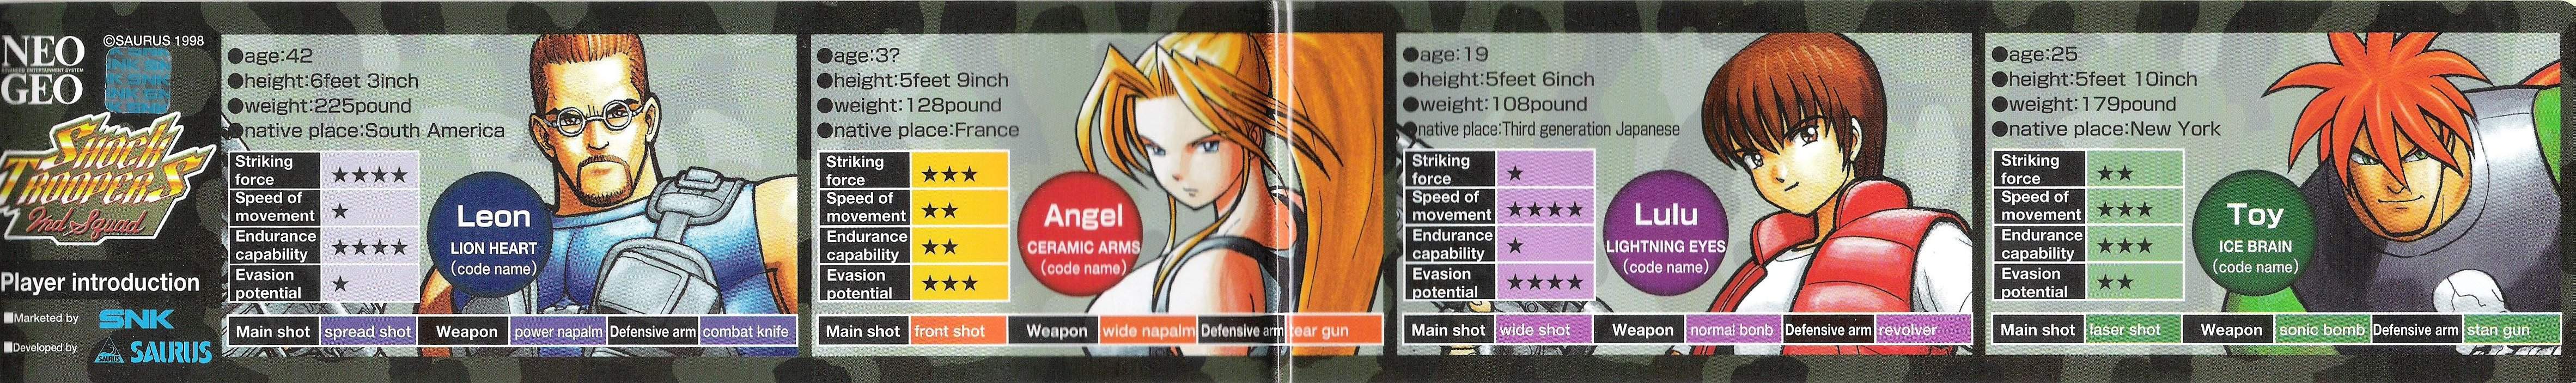 NEO
GEO
©SAURUS 1998
Shock
Troopers
2nd Squad
Player introduction
■Marketed by SNK
■Developed by SAURUS
●age:42
●height:6feet 3inch
●weight:225pound
●native place:South America
Striking force ★★★★
Speed of movement ★
Endurance capability ★★★★
Evasion potential ★
Leon
LION HEART
(code name)
Main shot spread shot Weapon power napalm Defensive arm combat knife
●age:3?
●height:5feet 9inch
●weight:128pound
●native place:France
Striking force ★★★
Speed of movement ★★
Endurance capability ★★
Evasion potential ★★★
Angel
CERAMIC ARMS
(code name)
Main shot front shot Weapon wide napalm Defensive arm tear gun
●age:19
●height:5feet 6inch
●weight:108pound
●native place:Third generation Japanese
Striking force ★
Speed of movement ★★★★
Endurance capability ★
Evasion potential ★★★★
Lulu
LIGHTNING EYES
(code name)
Main shot wide shot Weapon normal bonb Defensive arm revolver
●age:25
●height:5feet 10inch
●weight:179pound
●native place:New York
Striking force ★★
Speed of movement ★★★
Endurance capability ★★★
Evasion potential ★★
Toy
ICE BRAIN
(code name)
Main shot laser shot Weapon sonic bomb Defensive arm stan gun